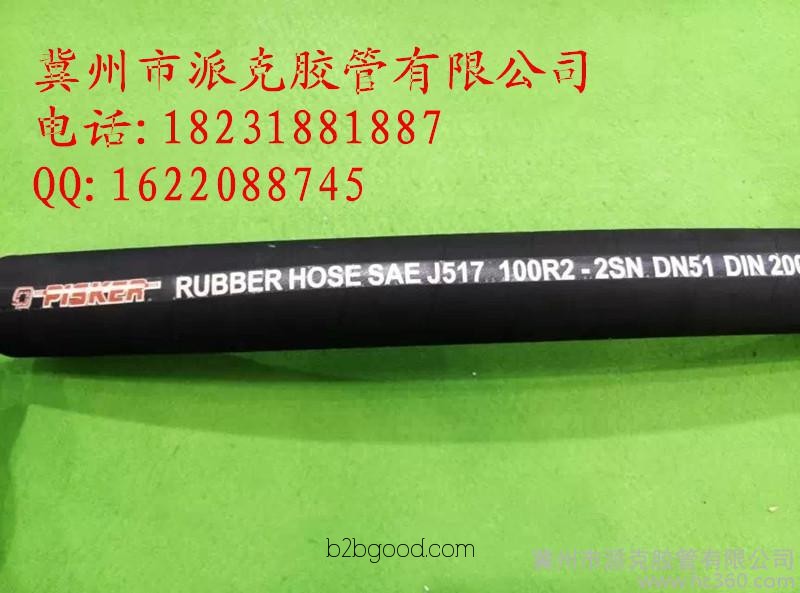 冀州市派克胶管有限公司
电话: 18231881887
QQ: 1622088745
PISKER RUBBER HOSE SAE J517 100R2 - 2SN DN51 DIN 200
b2bgood.com
冀州市派克胶管有限公司
www.hc360.com